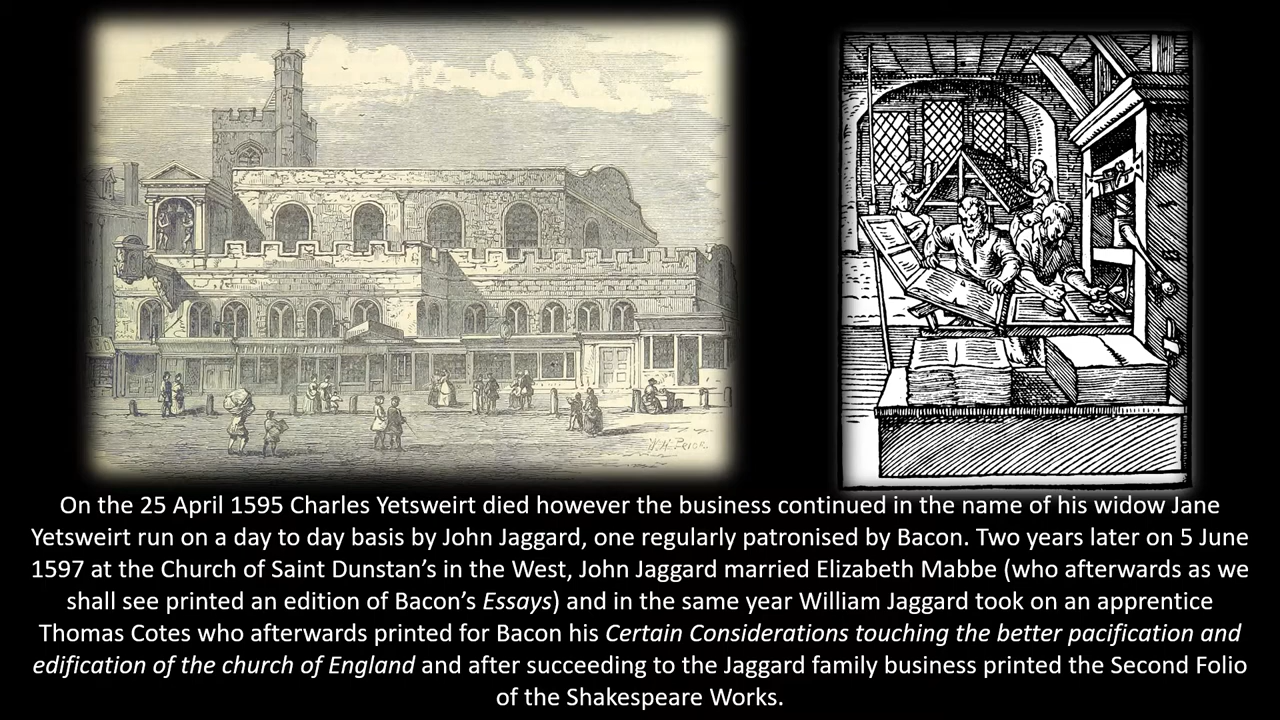 W. H. Prior
On the 25 April 1595 Charles Yetsweirt died however the business continued in the name of his widow Jane
Yetsweirt run on a day to day basis by John Jaggard, one regularly patronised by Bacon. Two years later on 5 June
1597 at the Church of Saint Dunstan’s in the West, John Jaggard married Elizabeth Mabbe (who afterwards as we
shall see printed an edition of Bacon’s Essays) and in the same year William Jaggard took on an apprentice
Thomas Cotes who afterwards printed for Bacon his Certain Considerations touching the better pacification and
edification of the church of England and after succeeding to the Jaggard family business printed the Second Folio
of the Shakespeare Works.